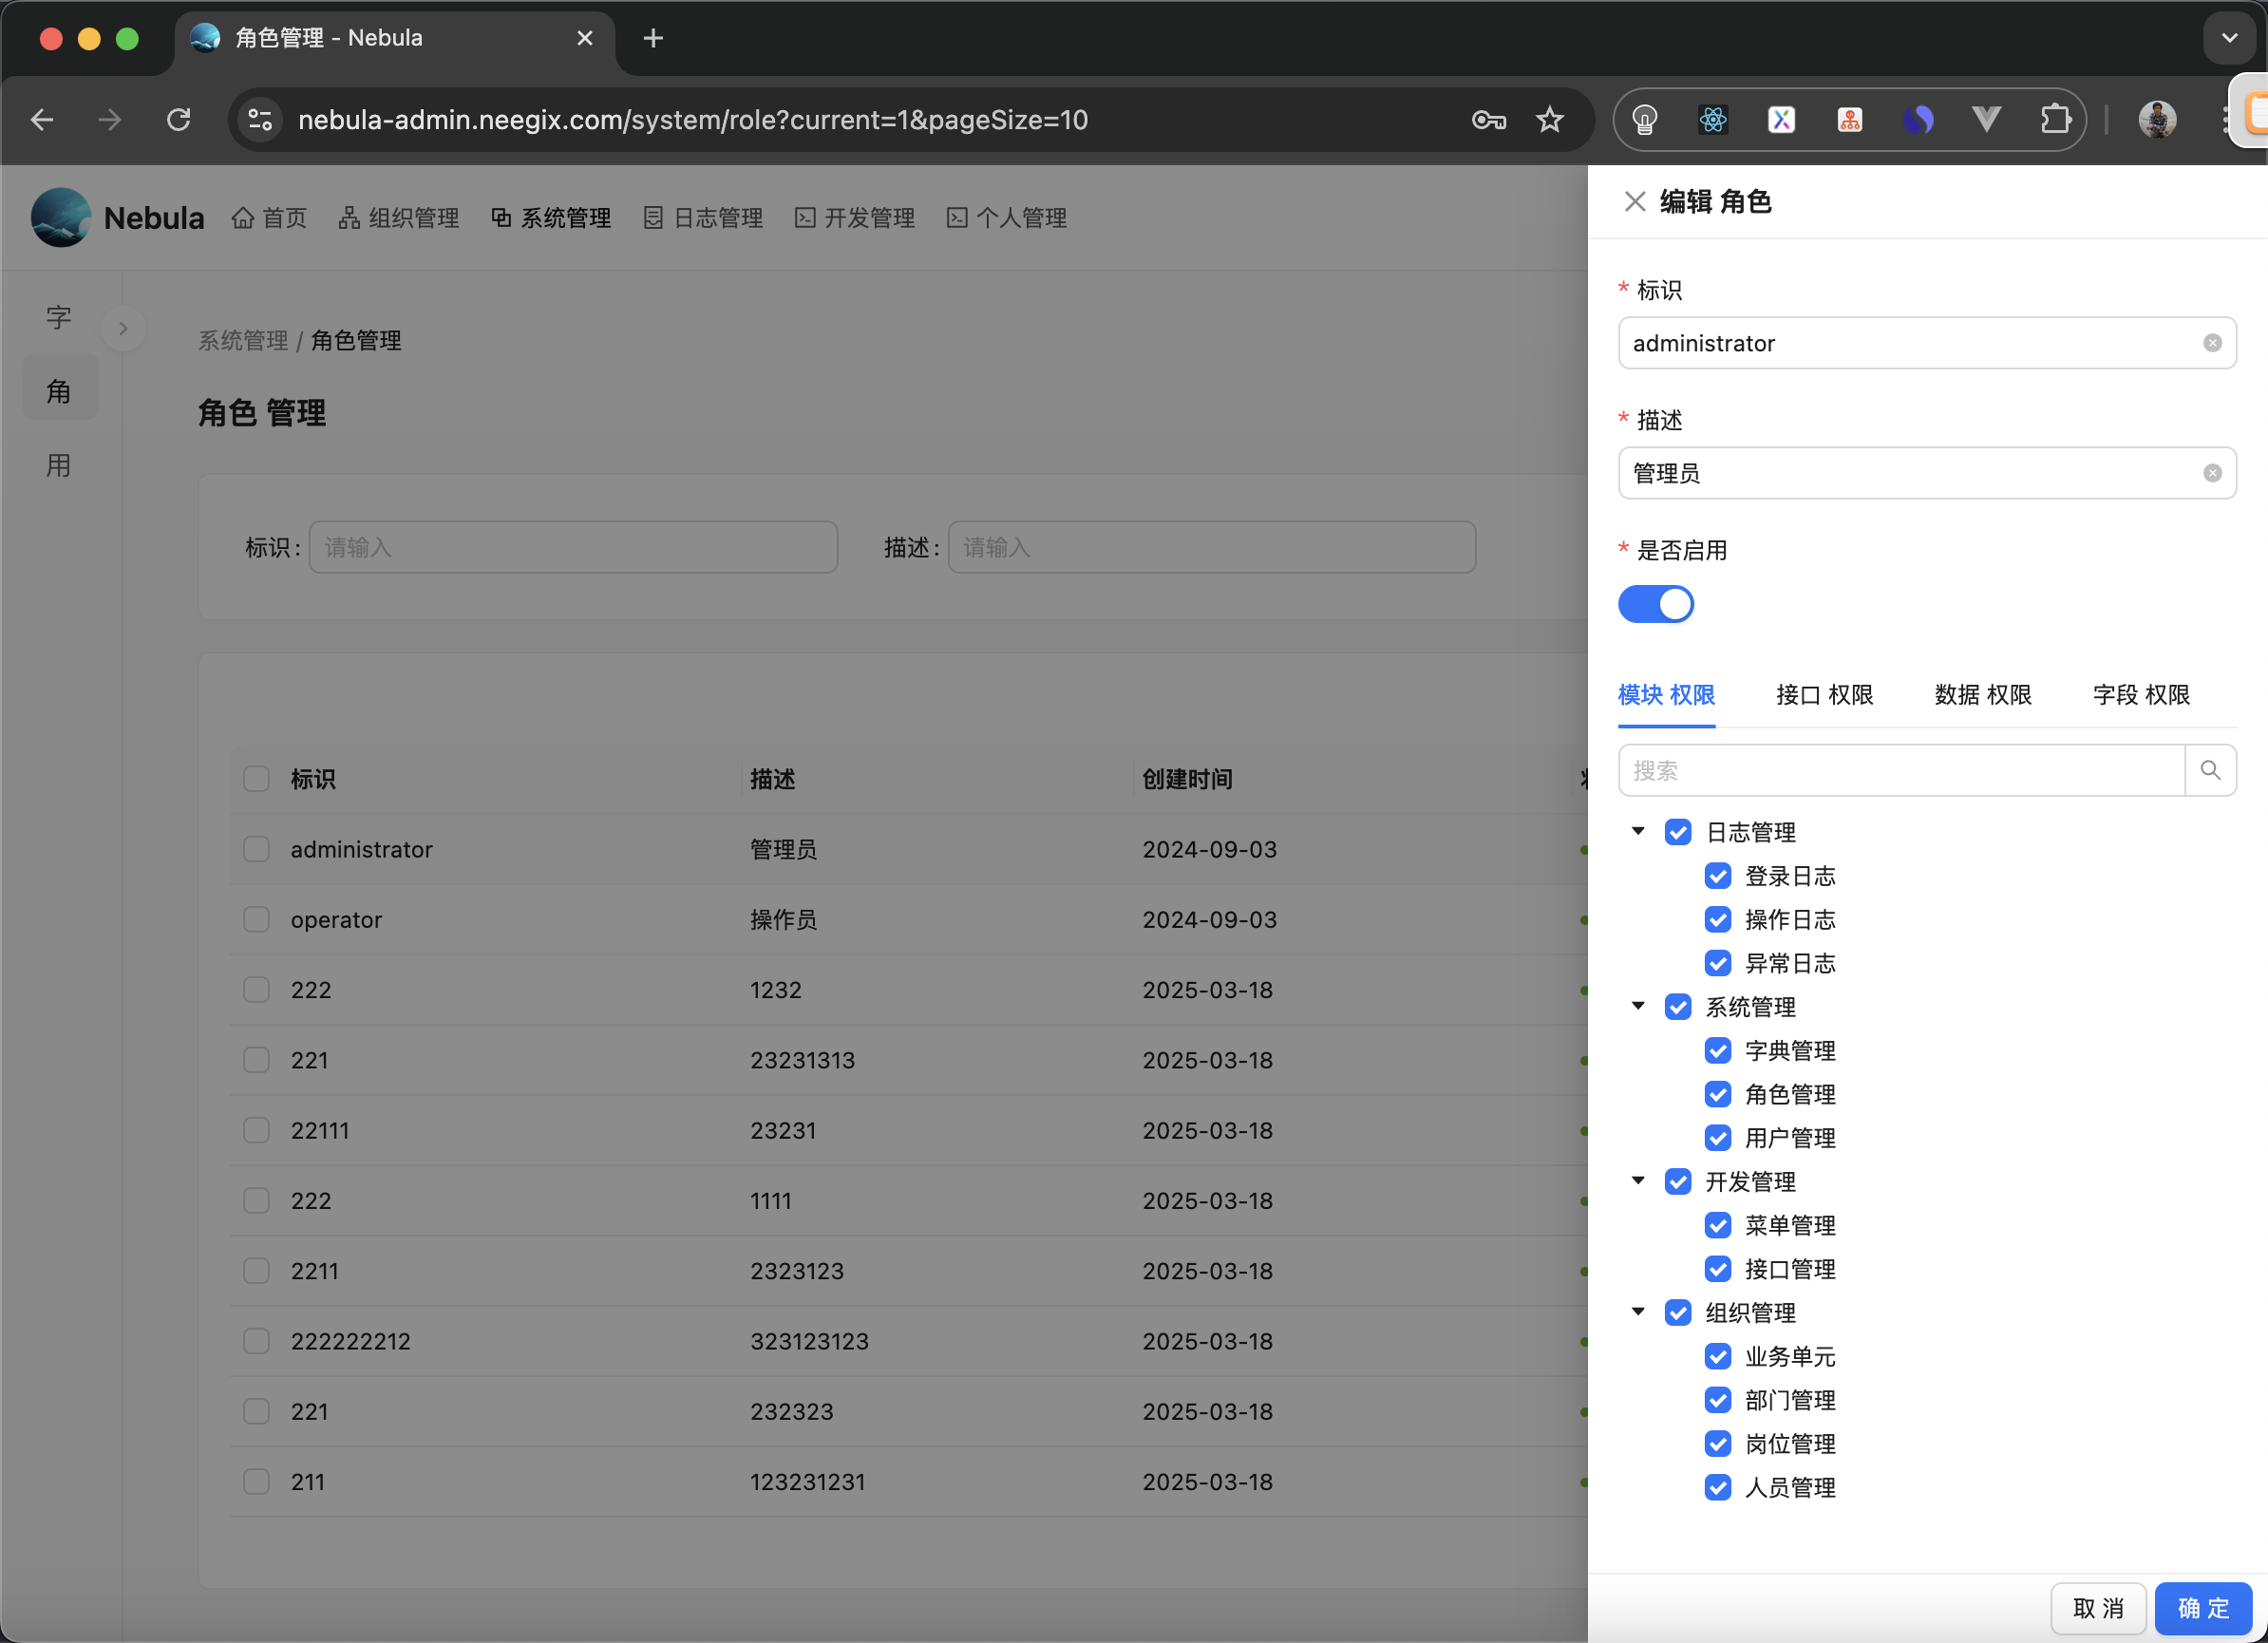 角色管理 - Nebula
nebula-admin.neegix.com/system/role?current=1&pageSize=10
Nebula 首页 组织管理 系统管理 日志管理 开发管理 个人管理
字
角
用
系统管理 / 角色管理
角色 管理
标识 : 请输入 描述 : 请输入
标识 描述 创建时间
administrator 管理员 2024-09-03
operator 操作员 2024-09-03
222 1232 2025-03-18
221 23231313 2025-03-18
22111 23231 2025-03-18
222 1111 2025-03-18
2211 2323123 2025-03-18
222222212 323123123 2025-03-18
221 232323 2025-03-18
211 123231231 2025-03-18
编辑 角色
* 标识
administrator
* 描述
管理员
* 是否启用
模块 权限 接口 权限 数据 权限 字段 权限
搜索
日志管理
登录日志
操作日志
异常日志
系统管理
字典管理
角色管理
用户管理
开发管理
菜单管理
接口管理
组织管理
业务单元
部门管理
岗位管理
人员管理
取 消 确 定